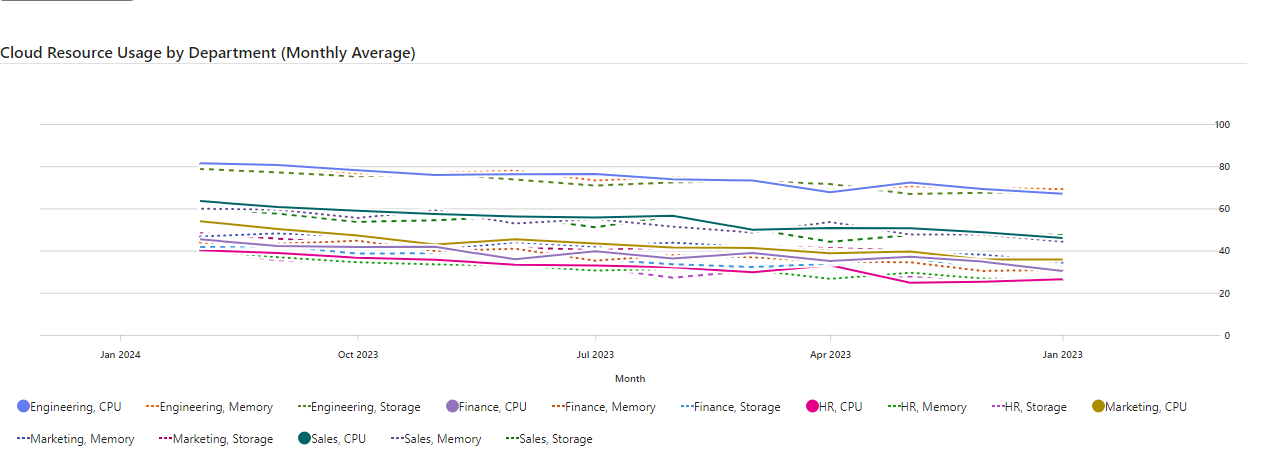 Cloud Resource Usage by Department (Monthly Average)
100
80
60
40
20
0
Jan 2024 Oct 2023 Jul 2023 Apr 2023 Jan 2023
Month
Engineering, CPU Engineering, Memory Engineering, Storage Finance, CPU Finance, Memory Finance, Storage HR, CPU HR, Memory HR, Storage Marketing, CPU
Marketing, Memory Marketing, Storage Sales, CPU Sales, Memory Sales, Storage